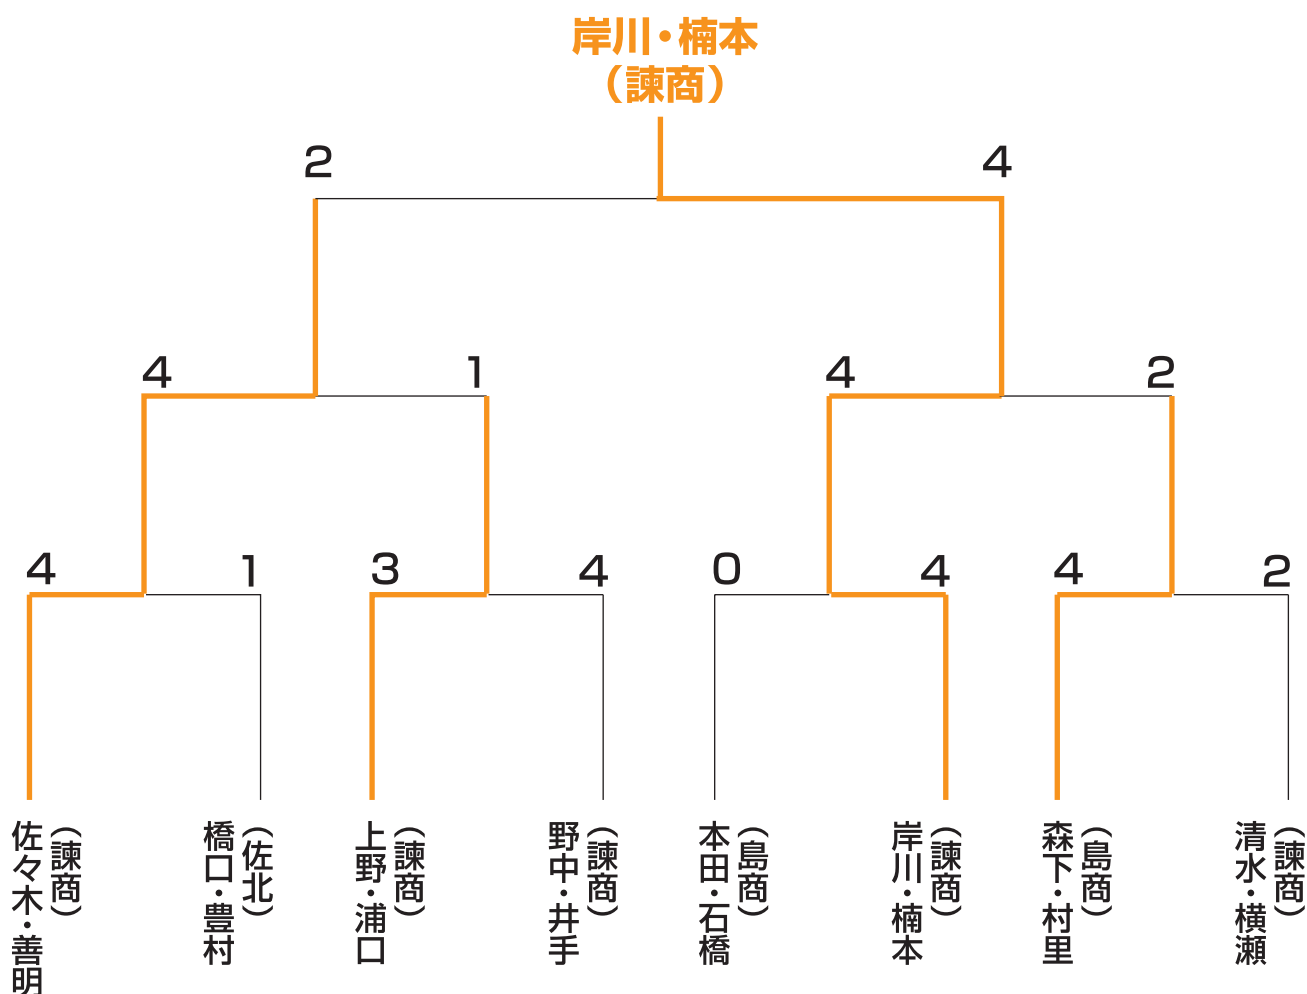 岸川・楠本
（諫商）
2
4
4
1
4
2
4
1
3
4
0
4
4
2
佐々木・善明
（諫商）
橋口・豊村
（佐北）
上野・浦口
（諫商）
野中・井手
（諫商）
本田・石橋
（島商）
岸川・楠本
（諫商）
森下・村里
（島商）
清水・横瀬
（諫商）